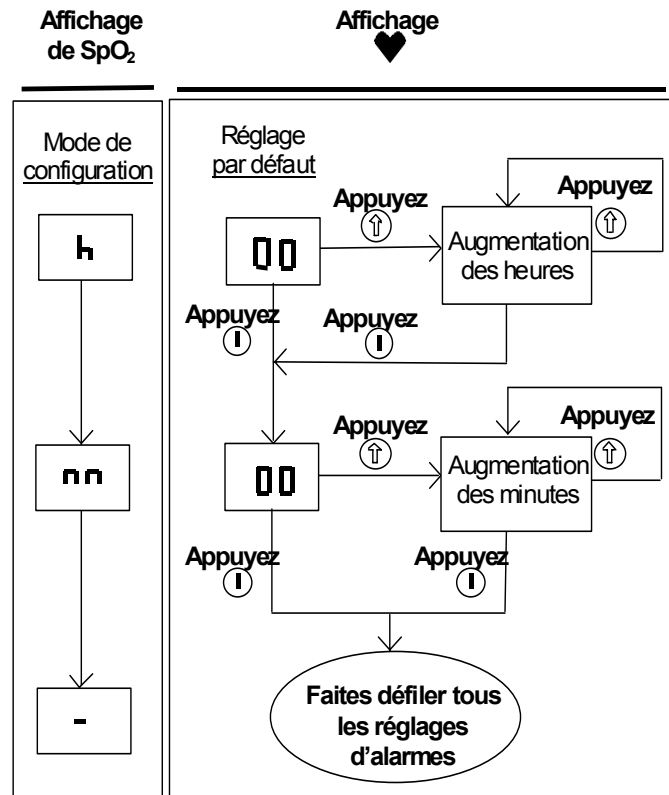 Affichage
de SpO₂
Affichage
Mode de
configuration
Réglage
par défaut
h
00
Appuyez
Augmentation
des heures
Appuyez
Appuyez
I
Appuyez
I
nn
00
Appuyez
Augmentation
des minutes
Appuyez
Appuyez
I
Appuyez
I
-
Faites défiler tous
les réglages
d'alarmes